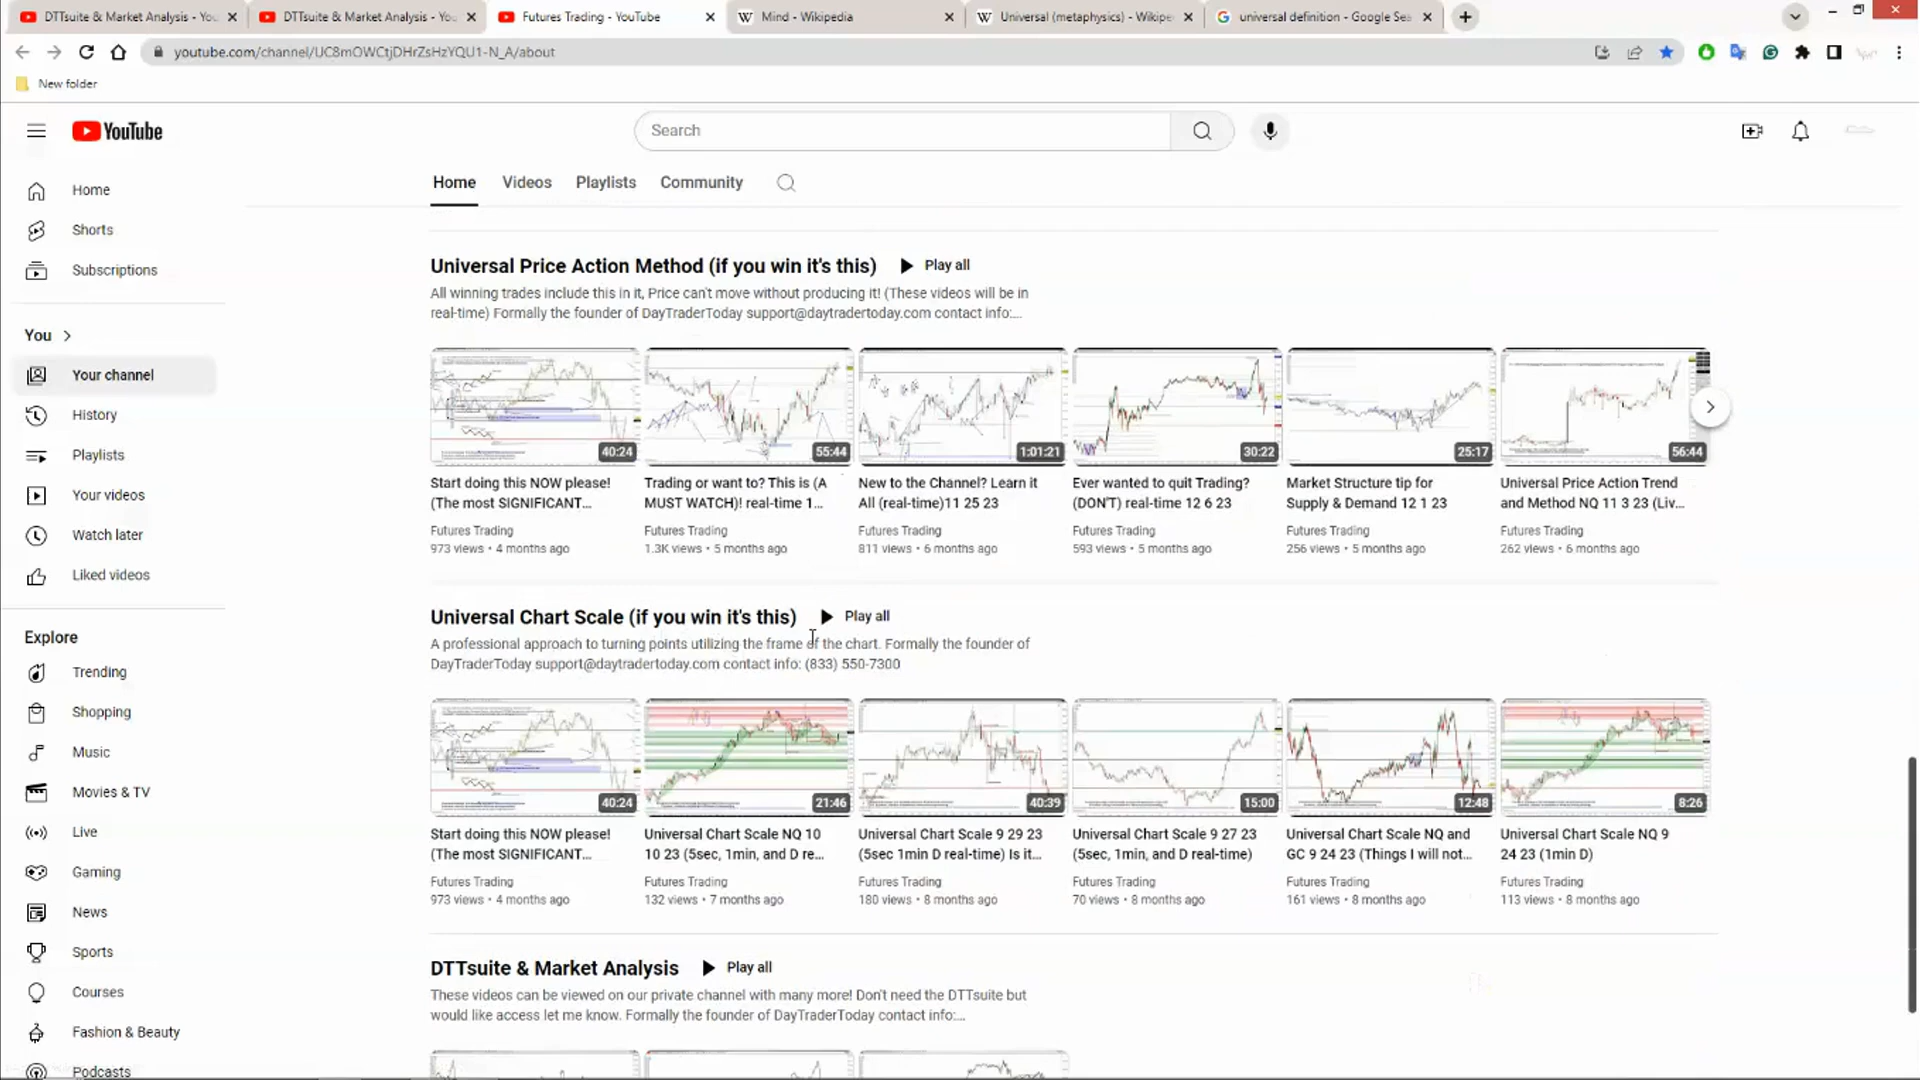 DTTsuite & Market Analysis - You
DTTsuite & Market Analysis - You
Futures Trading - YouTube
Mind - Wikipedia
Universal (metaphysics) - Wikipe
universal definition - Google Sea
youtube.com/channel/UC8mOWCtjDHrZsHzYQU1-N_A/about
New folder
YouTube
Search
Home
Videos
Playlists
Community
Home
Shorts
Subscriptions
You
Your channel
History
Playlists
Your videos
Watch later
Liked videos
Explore
Trending
Shopping
Music
Movies & TV
Live
Gaming
News
Sports
Courses
Fashion & Beauty
Podcasts
Universal Price Action Method (if you win it's this)
Play all
All winning trades include this in it, Price can't move without producing it! (These videos will be in
real-time) Formally the founder of DayTraderToday support@daytradertoday.com contact info:...
40:24
55:44
1:01:21
30:22
25:17
56:44
Start doing this NOW please!
(The most SIGNIFICANT...
Futures Trading
973 views • 4 months ago
Trading or want to? This is (A
MUST WATCH)! real-time 1...
Futures Trading
1.3K views • 5 months ago
New to the Channel? Learn it
All (real-time)11 25 23
Futures Trading
811 views • 6 months ago
Ever wanted to quit Trading?
(DON'T) real-time 12 6 23
Futures Trading
593 views • 5 months ago
Market Structure tip for
Supply & Demand 12 1 23
Futures Trading
256 views • 5 months ago
Universal Price Action Trend
and Method NQ 11 3 23 (Liv...
Futures Trading
262 views • 6 months ago
Universal Chart Scale (if you win it's this)
Play all
A professional approach to turning points utilizing the frame of the chart. Formally the founder of
DayTraderToday support@daytradertoday.com contact info: (833) 550-7300
40:24
21:46
40:39
15:00
12:48
8:26
Start doing this NOW please!
(The most SIGNIFICANT...
Futures Trading
973 views • 4 months ago
Universal Chart Scale NQ 10
10 23 (5sec, 1min, and D re...
Futures Trading
132 views • 7 months ago
Universal Chart Scale 9 29 23
(5sec 1min D real-time) Is it...
Futures Trading
180 views • 8 months ago
Universal Chart Scale 9 27 23
(5sec, 1min, and D real-time)
Futures Trading
70 views • 8 months ago
Universal Chart Scale NQ and
GC 9 24 23 (Things I will not...
Futures Trading
161 views • 8 months ago
Universal Chart Scale NQ 9
24 23 (1min D)
Futures Trading
113 views • 8 months ago
DTTsuite & Market Analysis
Play all
These videos can be viewed on our private channel with many more! Don't need the DTTsuite but
would like access let me know. Formally the founder of DayTraderToday contact info:...